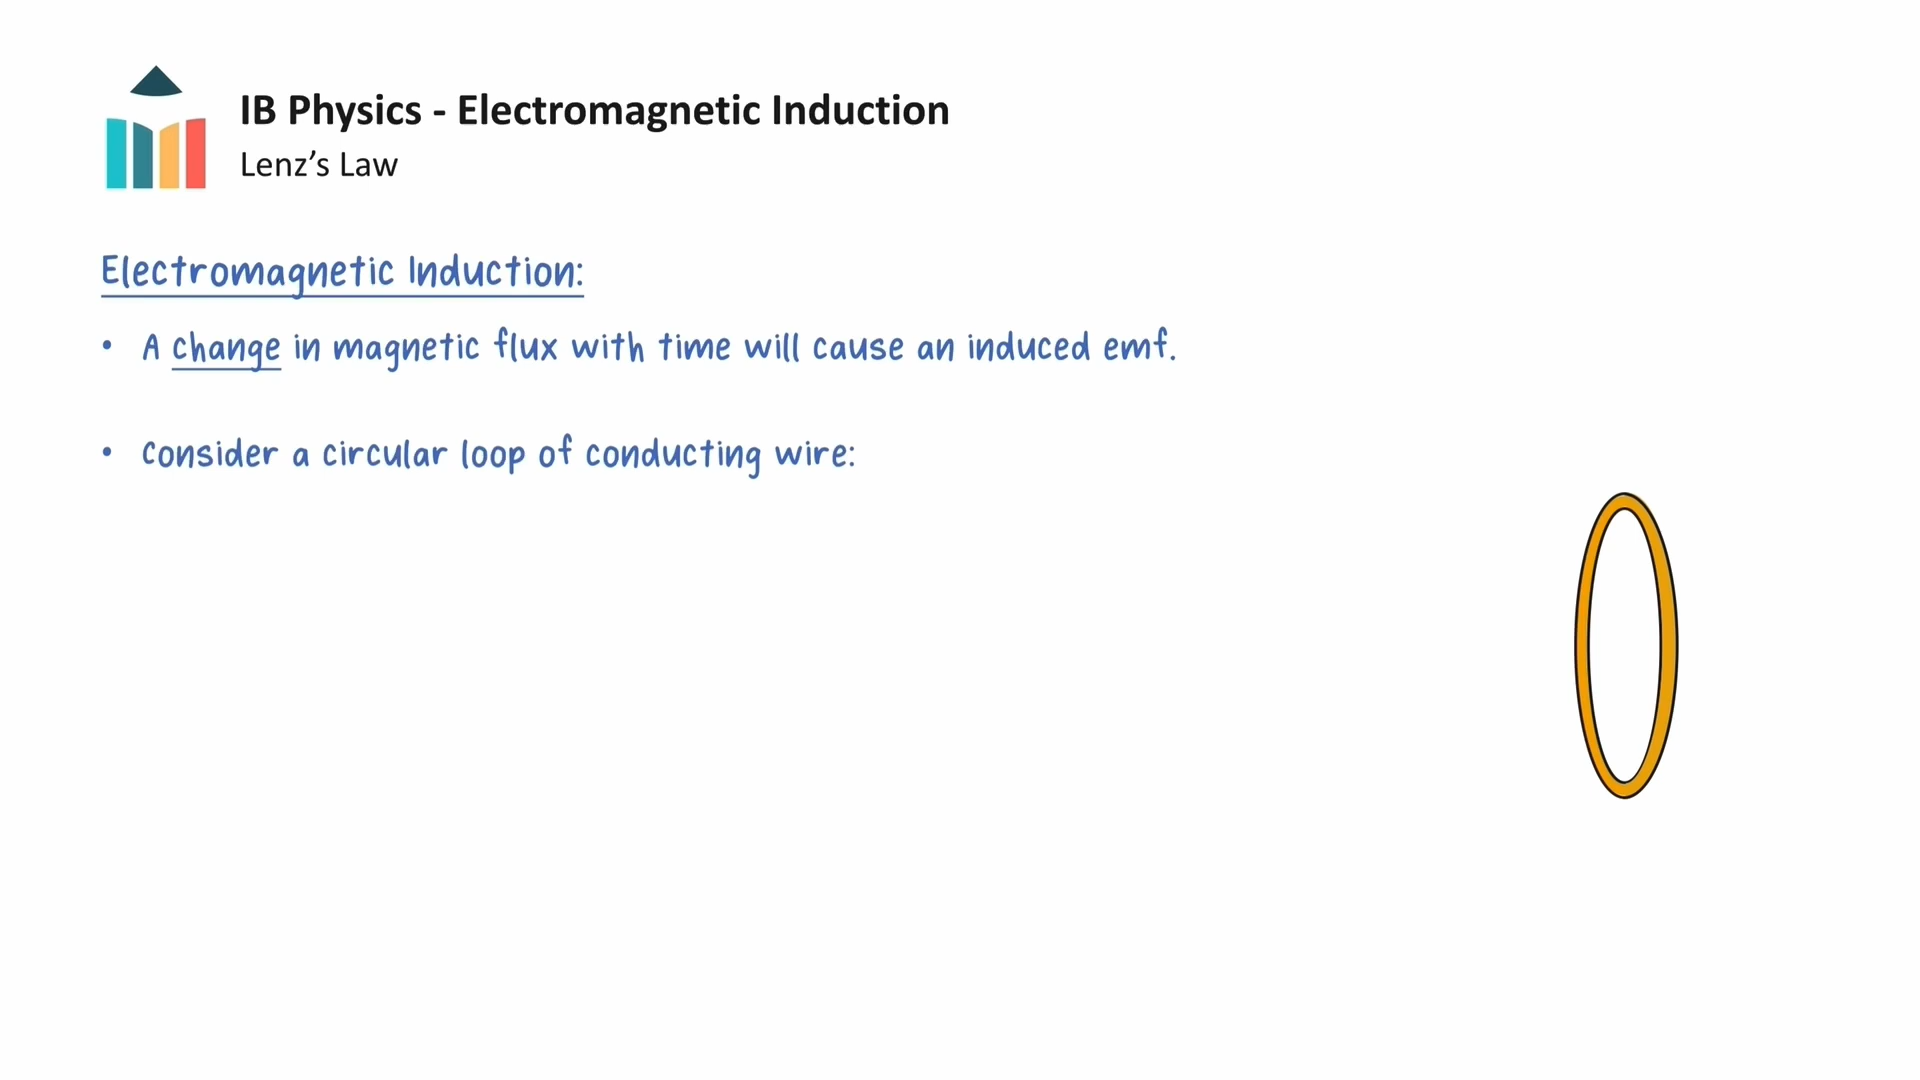 IB Physics - Electromagnetic Induction
Lenz’s Law
Electromagnetic Induction:
• A change in magnetic flux with time will cause an induced emf.
• Consider a circular loop of conducting wire: